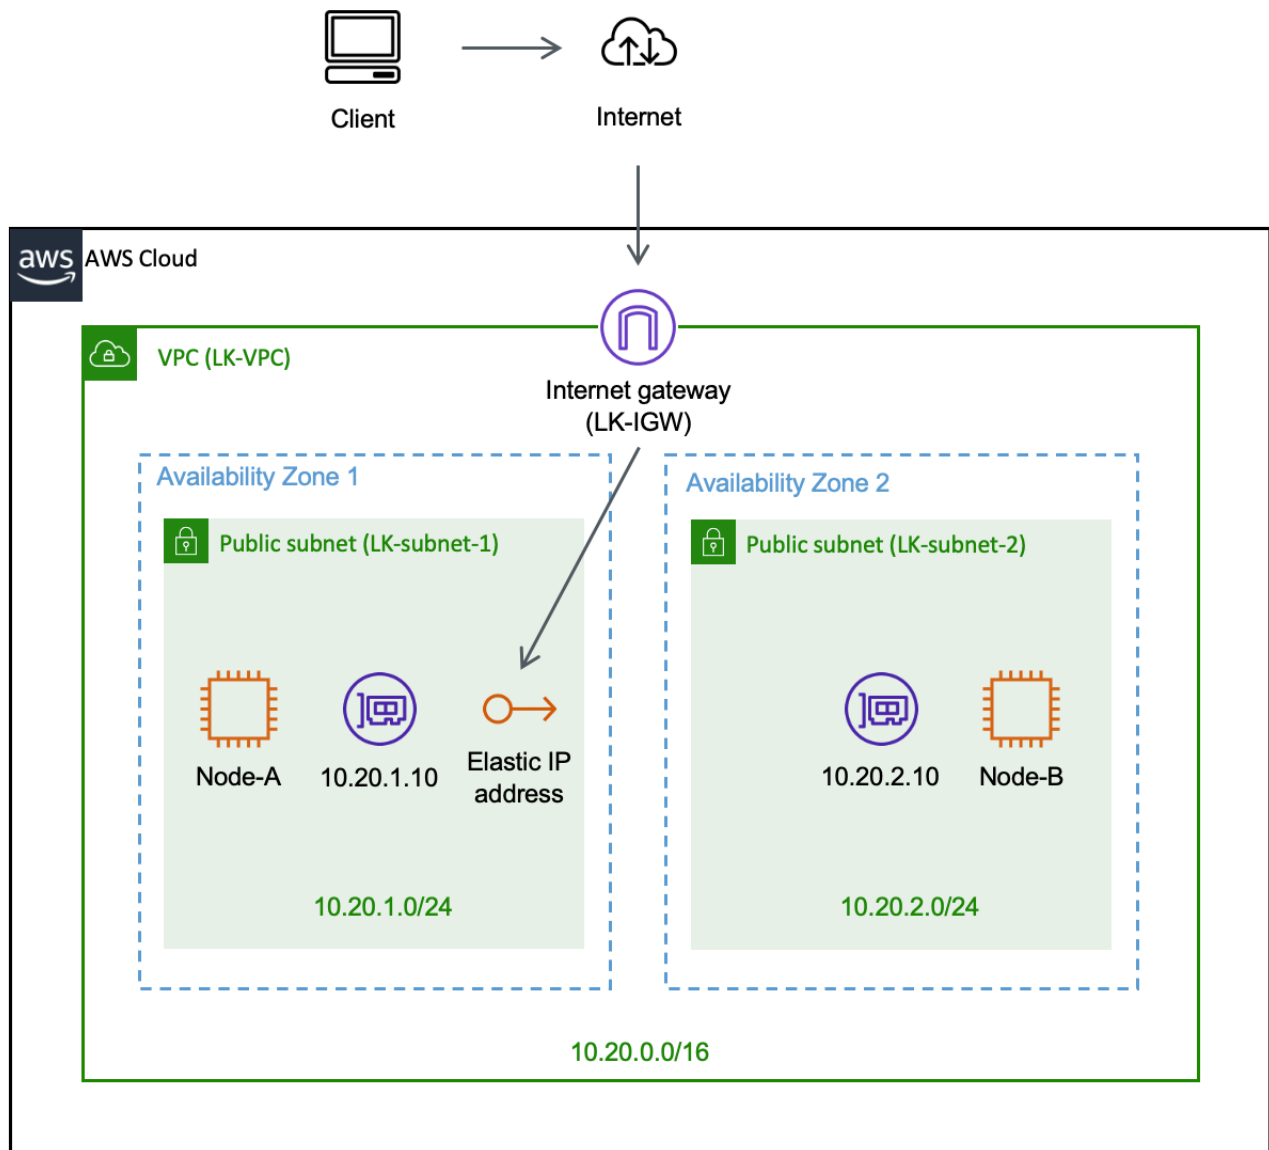 Client
Internet
aws
AWS Cloud
VPC (LK-VPC)
Internet gateway
(LK-IGW)
Availability Zone 1
Public subnet (LK-subnet-1)
Node-A
10.20.1.10
Elastic IP
address
10.20.1.0/24
Availability Zone 2
Public subnet (LK-subnet-2)
10.20.2.10
Node-B
10.20.2.0/24
10.20.0.0/16